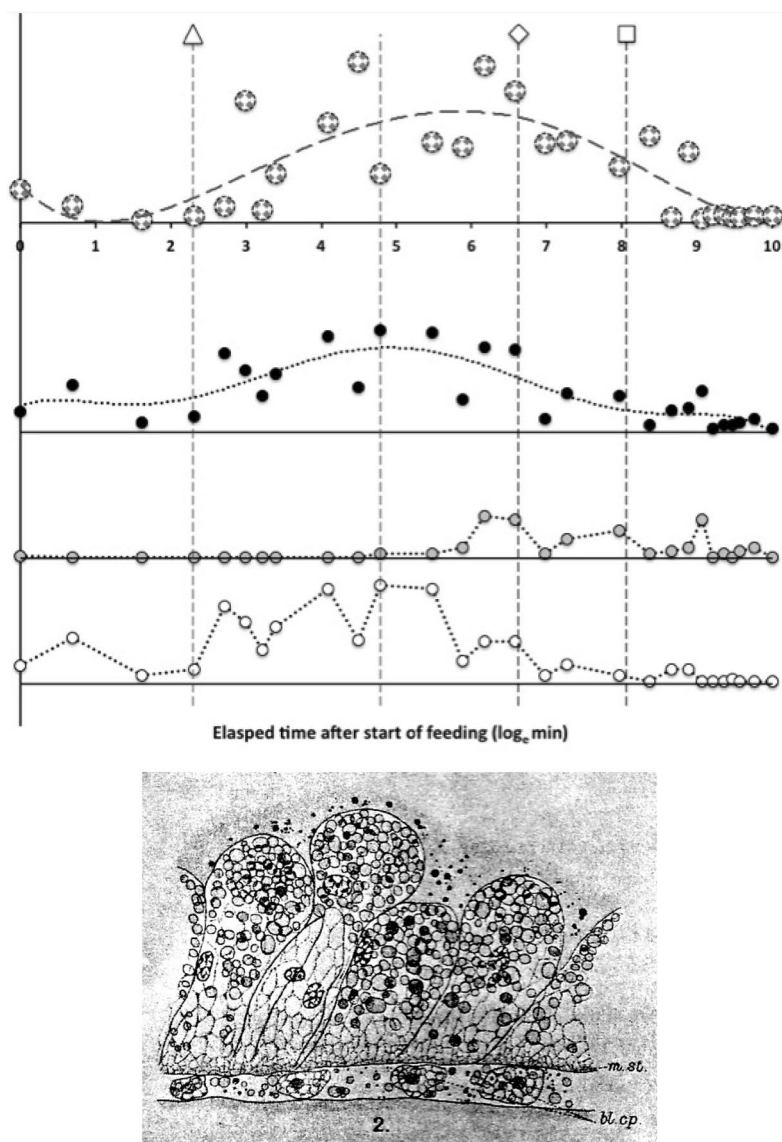 0 1 2 3 4 5 6 7 8 9 10
Elasped time after start of feeding (logₑ min)
m.st.
bl.cp.
2.